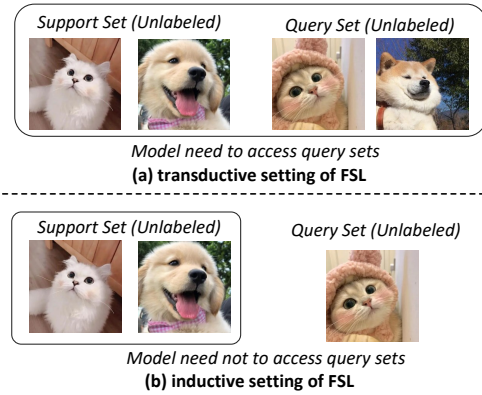 Support Set (Unlabeled) Query Set (Unlabeled)
Model need to access query sets
(a) transductive setting of FSL
Support Set (Unlabeled) Query Set (Unlabeled)
Model need not to access query sets
(b) inductive setting of FSL